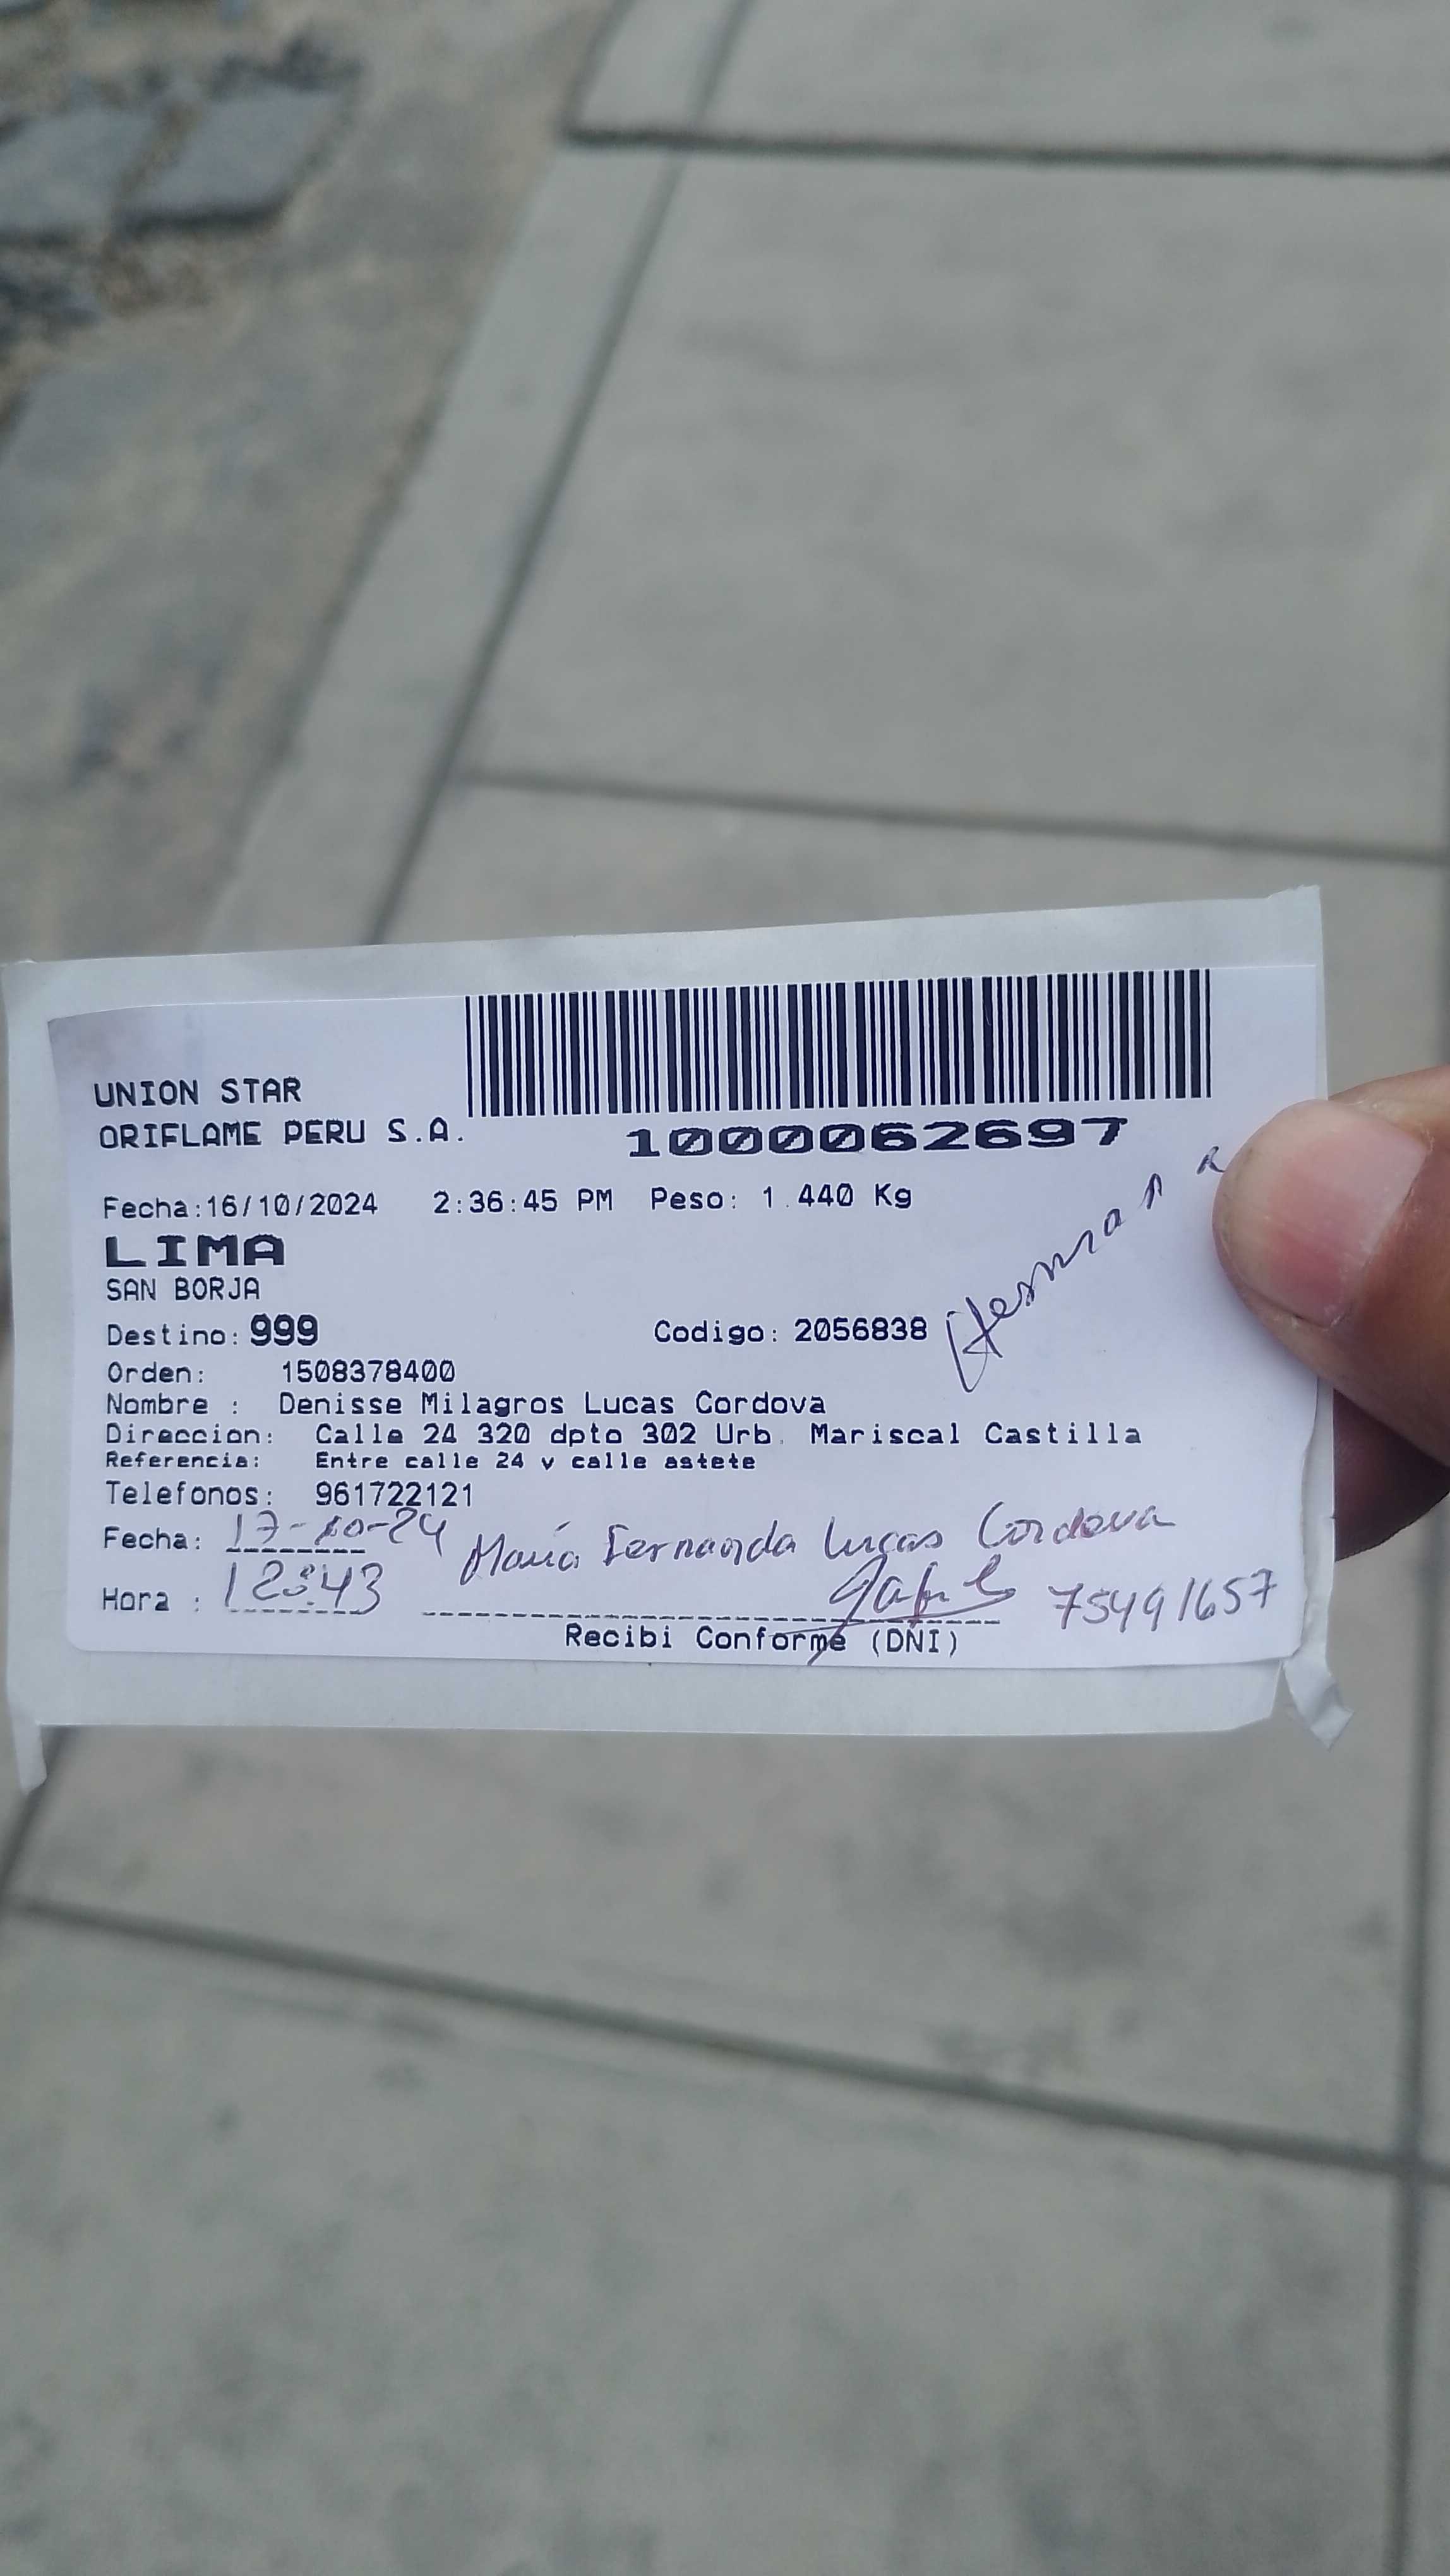 UNION STAR
ORIFLAME PERU S.A.
1000062697
Fecha:16/10/2024 2:36:45 PM Peso: 1.440 Kg
LIMA
SAN BORJA
Destino: 999 Codigo: 2056838
Hermana
Orden: 1508378400
Nombre : Denisse Milagros Lucas Cordova
Direccion: Calle 24 320 dpto 302 Urb. Mariscal Castilla
Referencia: Entre calle 24 y calle astete
Telefonos: 961722121
Fecha: 17-10-24 María Fernanda Lucas Cordova
Hora : 12:43 75491657
Recibi Conforme (DNI)